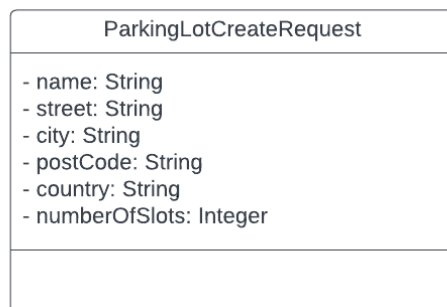 ParkingLotCreateRequest
- name: String
- street: String
- city: String
- postCode: String
- country: String
- numberOfSlots: Integer